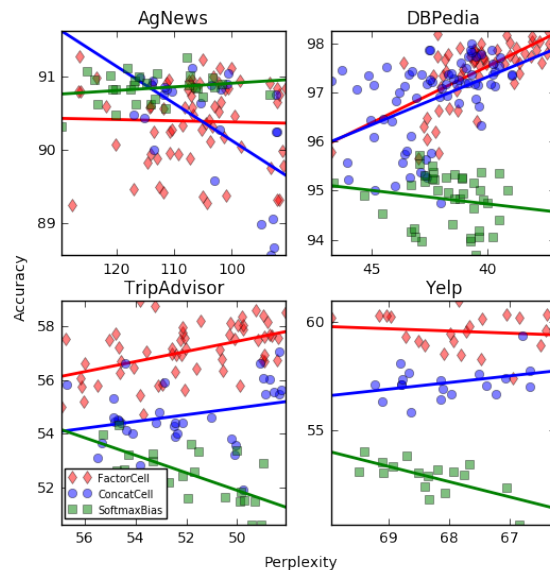 AgNews
DBPedia
91
90
89
120
110
100
98
97
96
95
94
45
40
Accuracy
TripAdvisor
Yelp
58
56
54
52
56
54
52
50
FactorCell
ConcatCell
SoftmaxBias
60
55
69
68
67
Perplexity